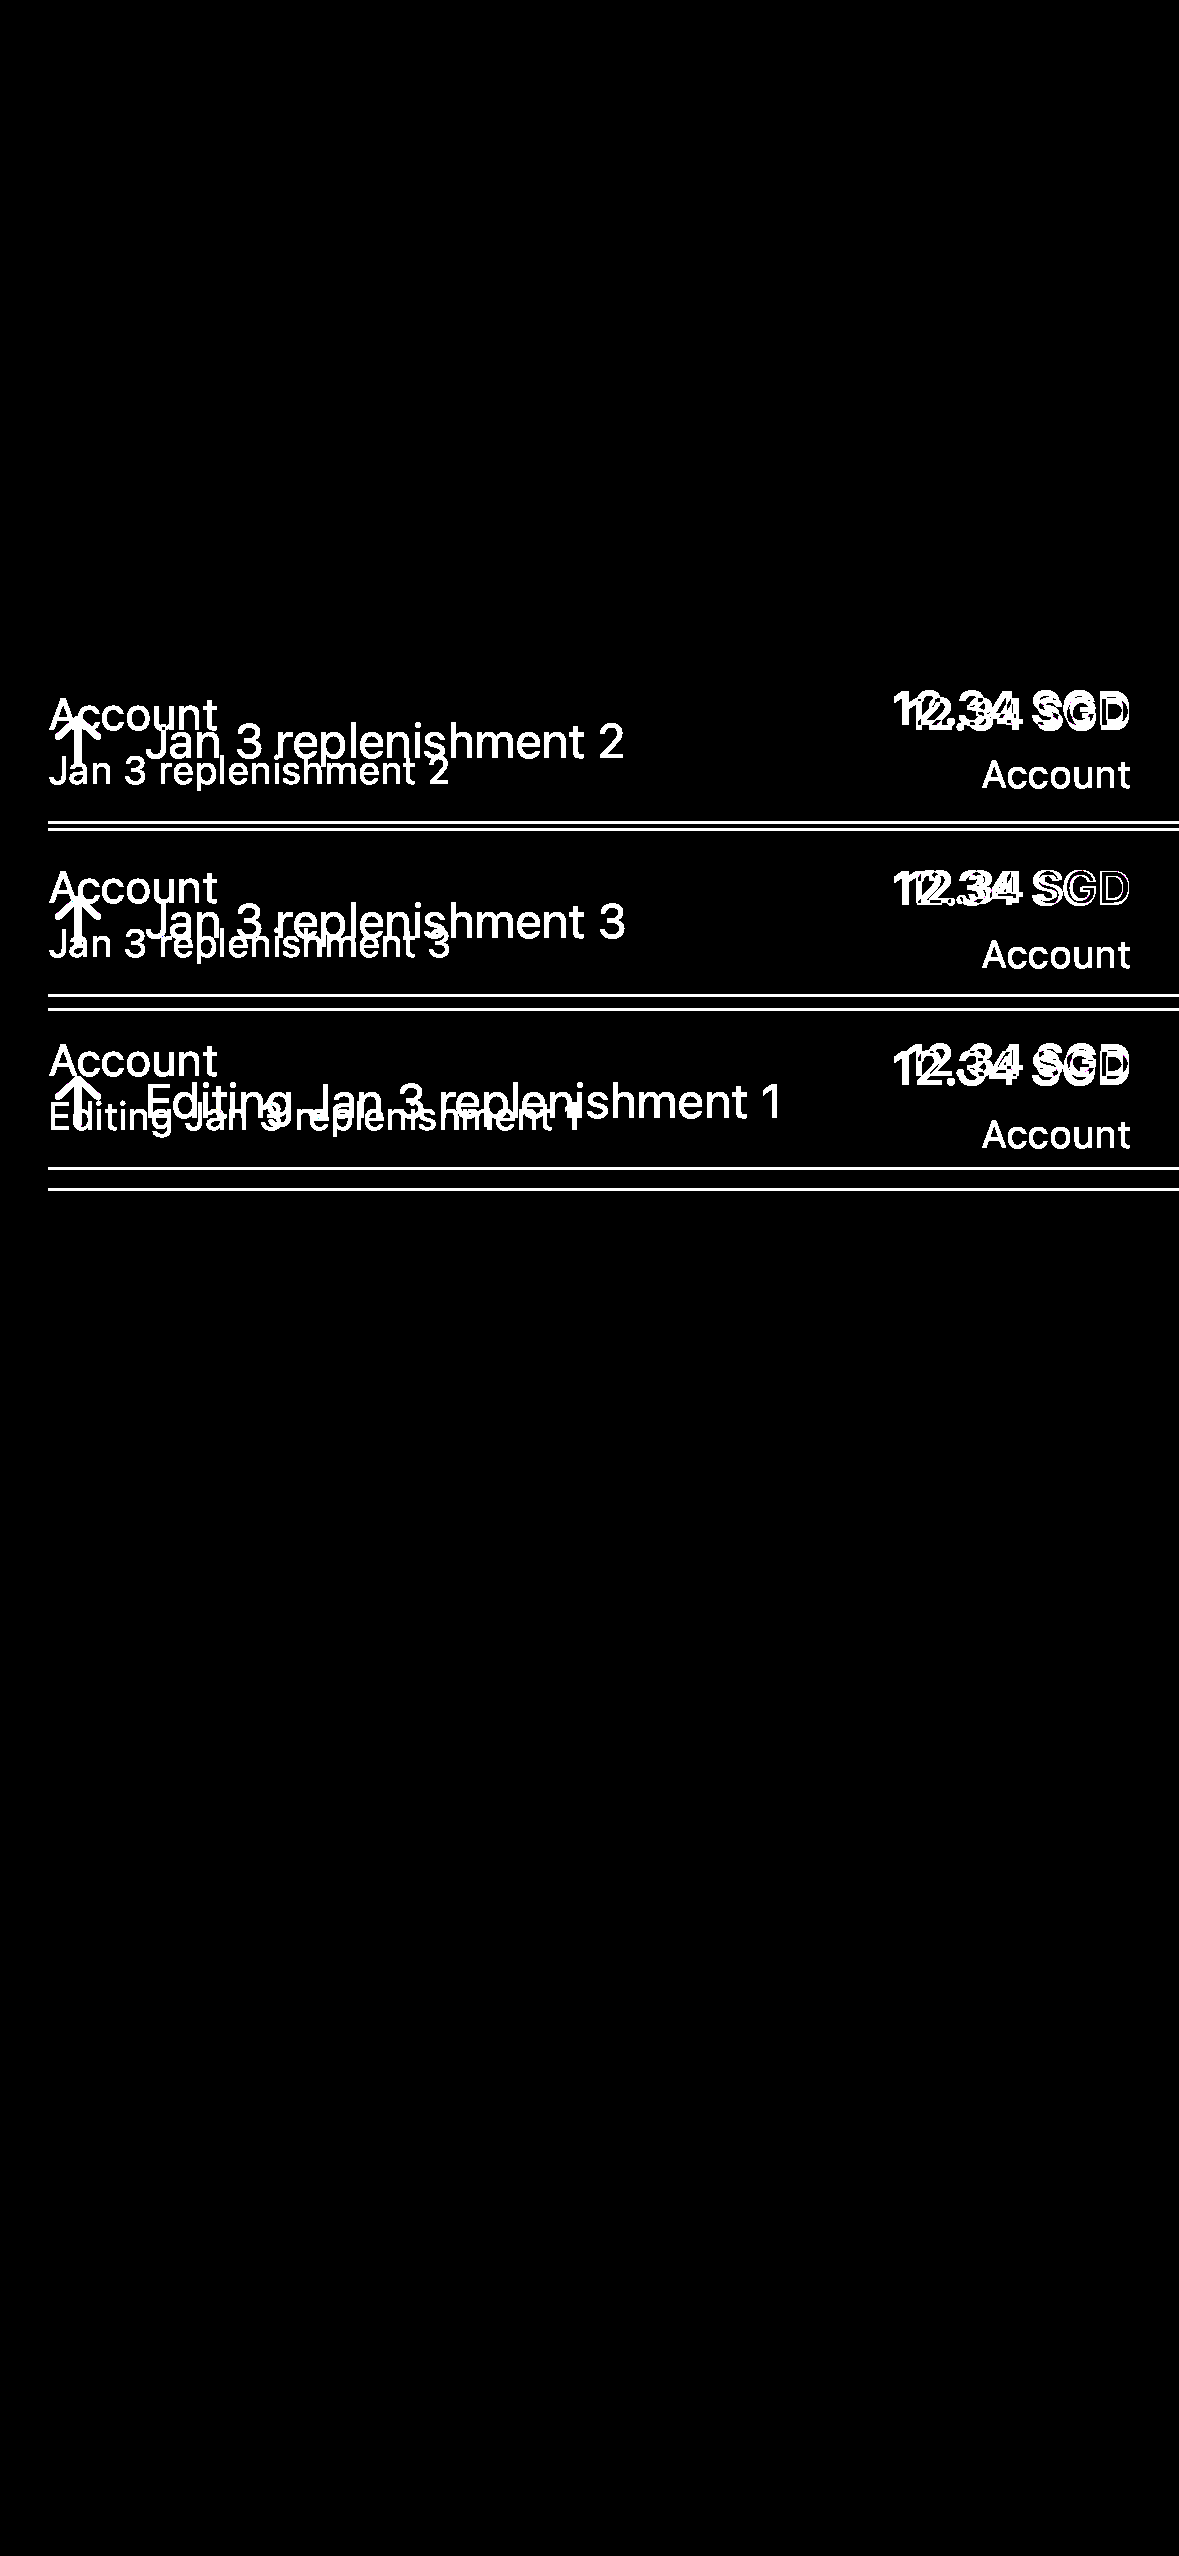 Account 12.34 SGD
12.34 SGD
Jan 3 replenishment 2
Jan 3 replenishment 2 Account
Account 12.34 SGD
12.34 SGD
Jan 3 replenishment 3
Jan 3 replenishment 3 Account
Account 12.34 SGD
12.34 SGD
Editing Jan 3 replenishment 1
Editing Jan 3 replenishment 1 Account